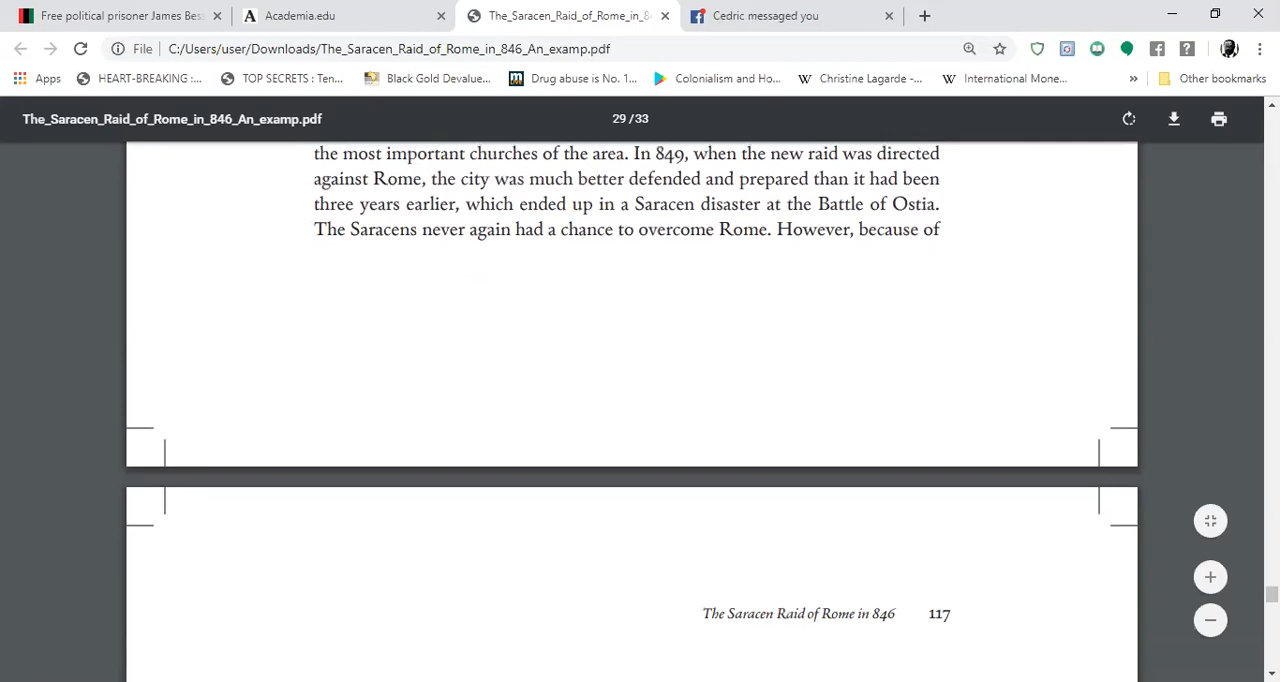 Free political prisoner James Bes
Academia.edu
The_Saracen_Raid_of_Rome_in_8
Cedric messaged you
File C:/Users/user/Downloads/The_Saracen_Raid_of_Rome_in_846_An_examp.pdf
Apps HEART-BREAKING :... TOP SECRETS : Ten... Black Gold Devalue... Drug abuse is No. 1... Colonialism and Ho... Christine Lagarde -... International Mone... » Other bookmarks
The_Saracen_Raid_of_Rome_in_846_An_examp.pdf 29 / 33
the most important churches of the area. In 849, when the new raid was directed
against Rome, the city was much better defended and prepared than it had been
three years earlier, which ended up in a Saracen disaster at the Battle of Ostia.
The Saracens never again had a chance to overcome Rome. However, because of
The Saracen Raid of Rome in 846 117